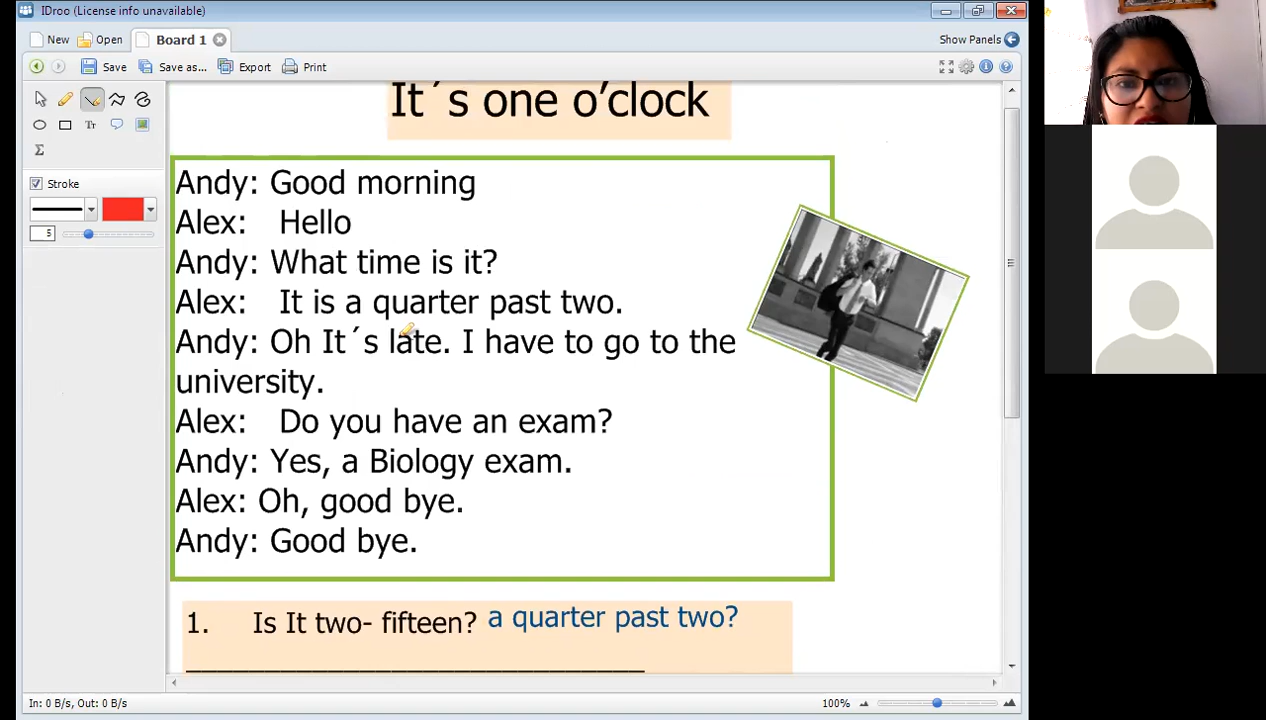 IDroo (License info unavailable)
New Open Board 1 Show Panels
Save Save as... Export Print
Tr
Σ
Stroke
5
It´s one o’clock
Andy: Good morning
Alex: Hello
Andy: What time is it?
Alex: It is a quarter past two.
Andy: Oh It´s late. I have to go to the
university.
Alex: Do you have an exam?
Andy: Yes, a Biology exam.
Alex: Oh, good bye.
Andy: Good bye.
1. Is It two- fifteen? a quarter past two?
In: 0 B/s, Out: 0 B/s 100%